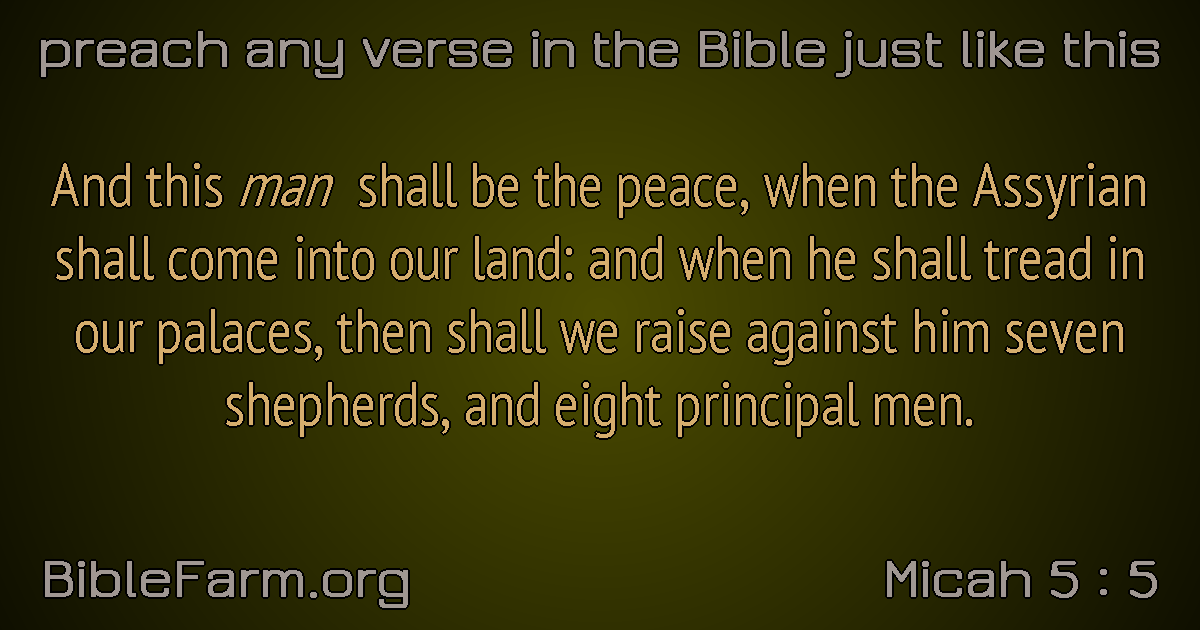 preach any verse in the Bible just like this
And this man shall be the peace, when the Assyrian
shall come into our land: and when he shall tread in
our palaces, then shall we raise against him seven
shepherds, and eight principal men.
BibleFarm.org
Micah 5 : 5